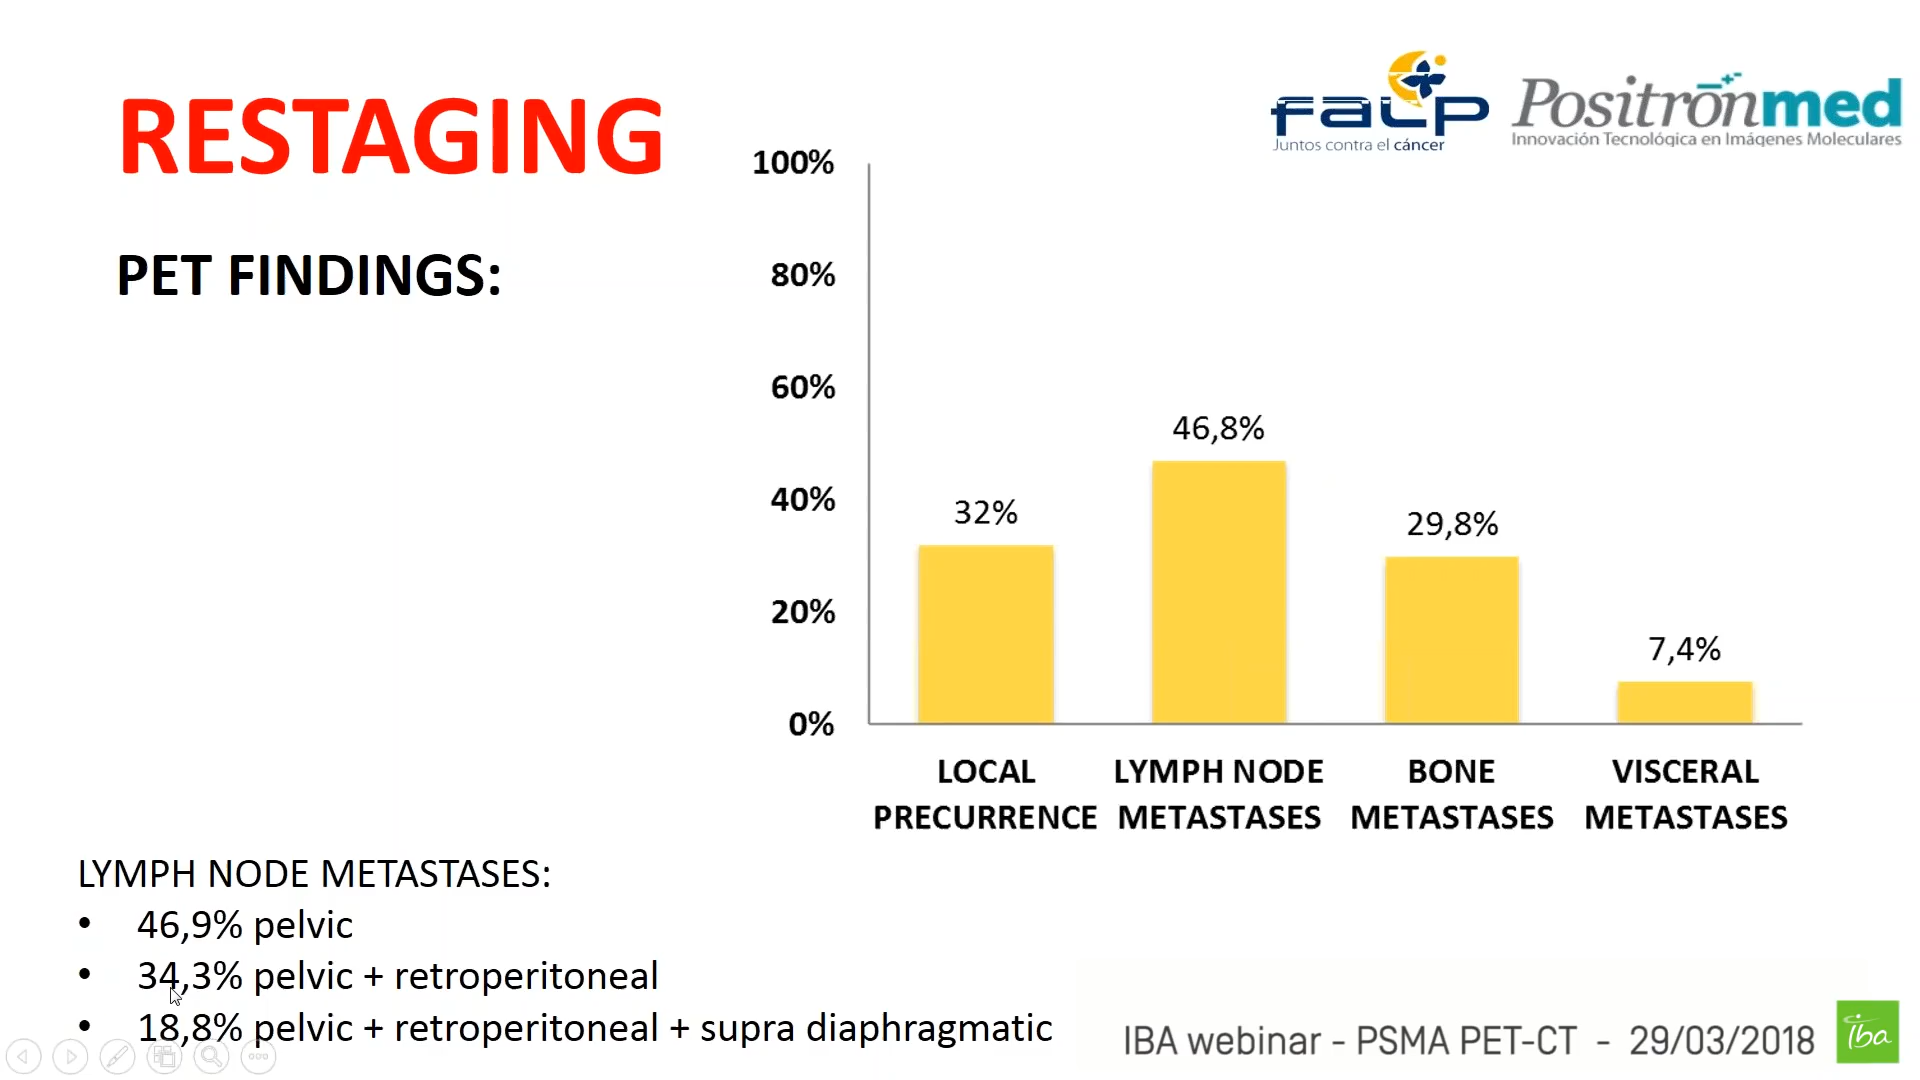 RESTAGING
PET FINDINGS:
falp
Juntos contra el cáncer
Positronmed
Innovación Tecnológica en Imágenes Moleculares
100%
80%
60%
40%
20%
0%
32%
46,8%
29,8%
7,4%
LOCAL PRECURRENCE
LYMPH NODE METASTASES
BONE METASTASES
VISCERAL METASTASES
LYMPH NODE METASTASES:
• 46,9% pelvic
• 34,3% pelvic + retroperitoneal
• 18,8% pelvic + retroperitoneal + supra diaphragmatic
IBA webinar - PSMA PET-CT - 29/03/2018
iba